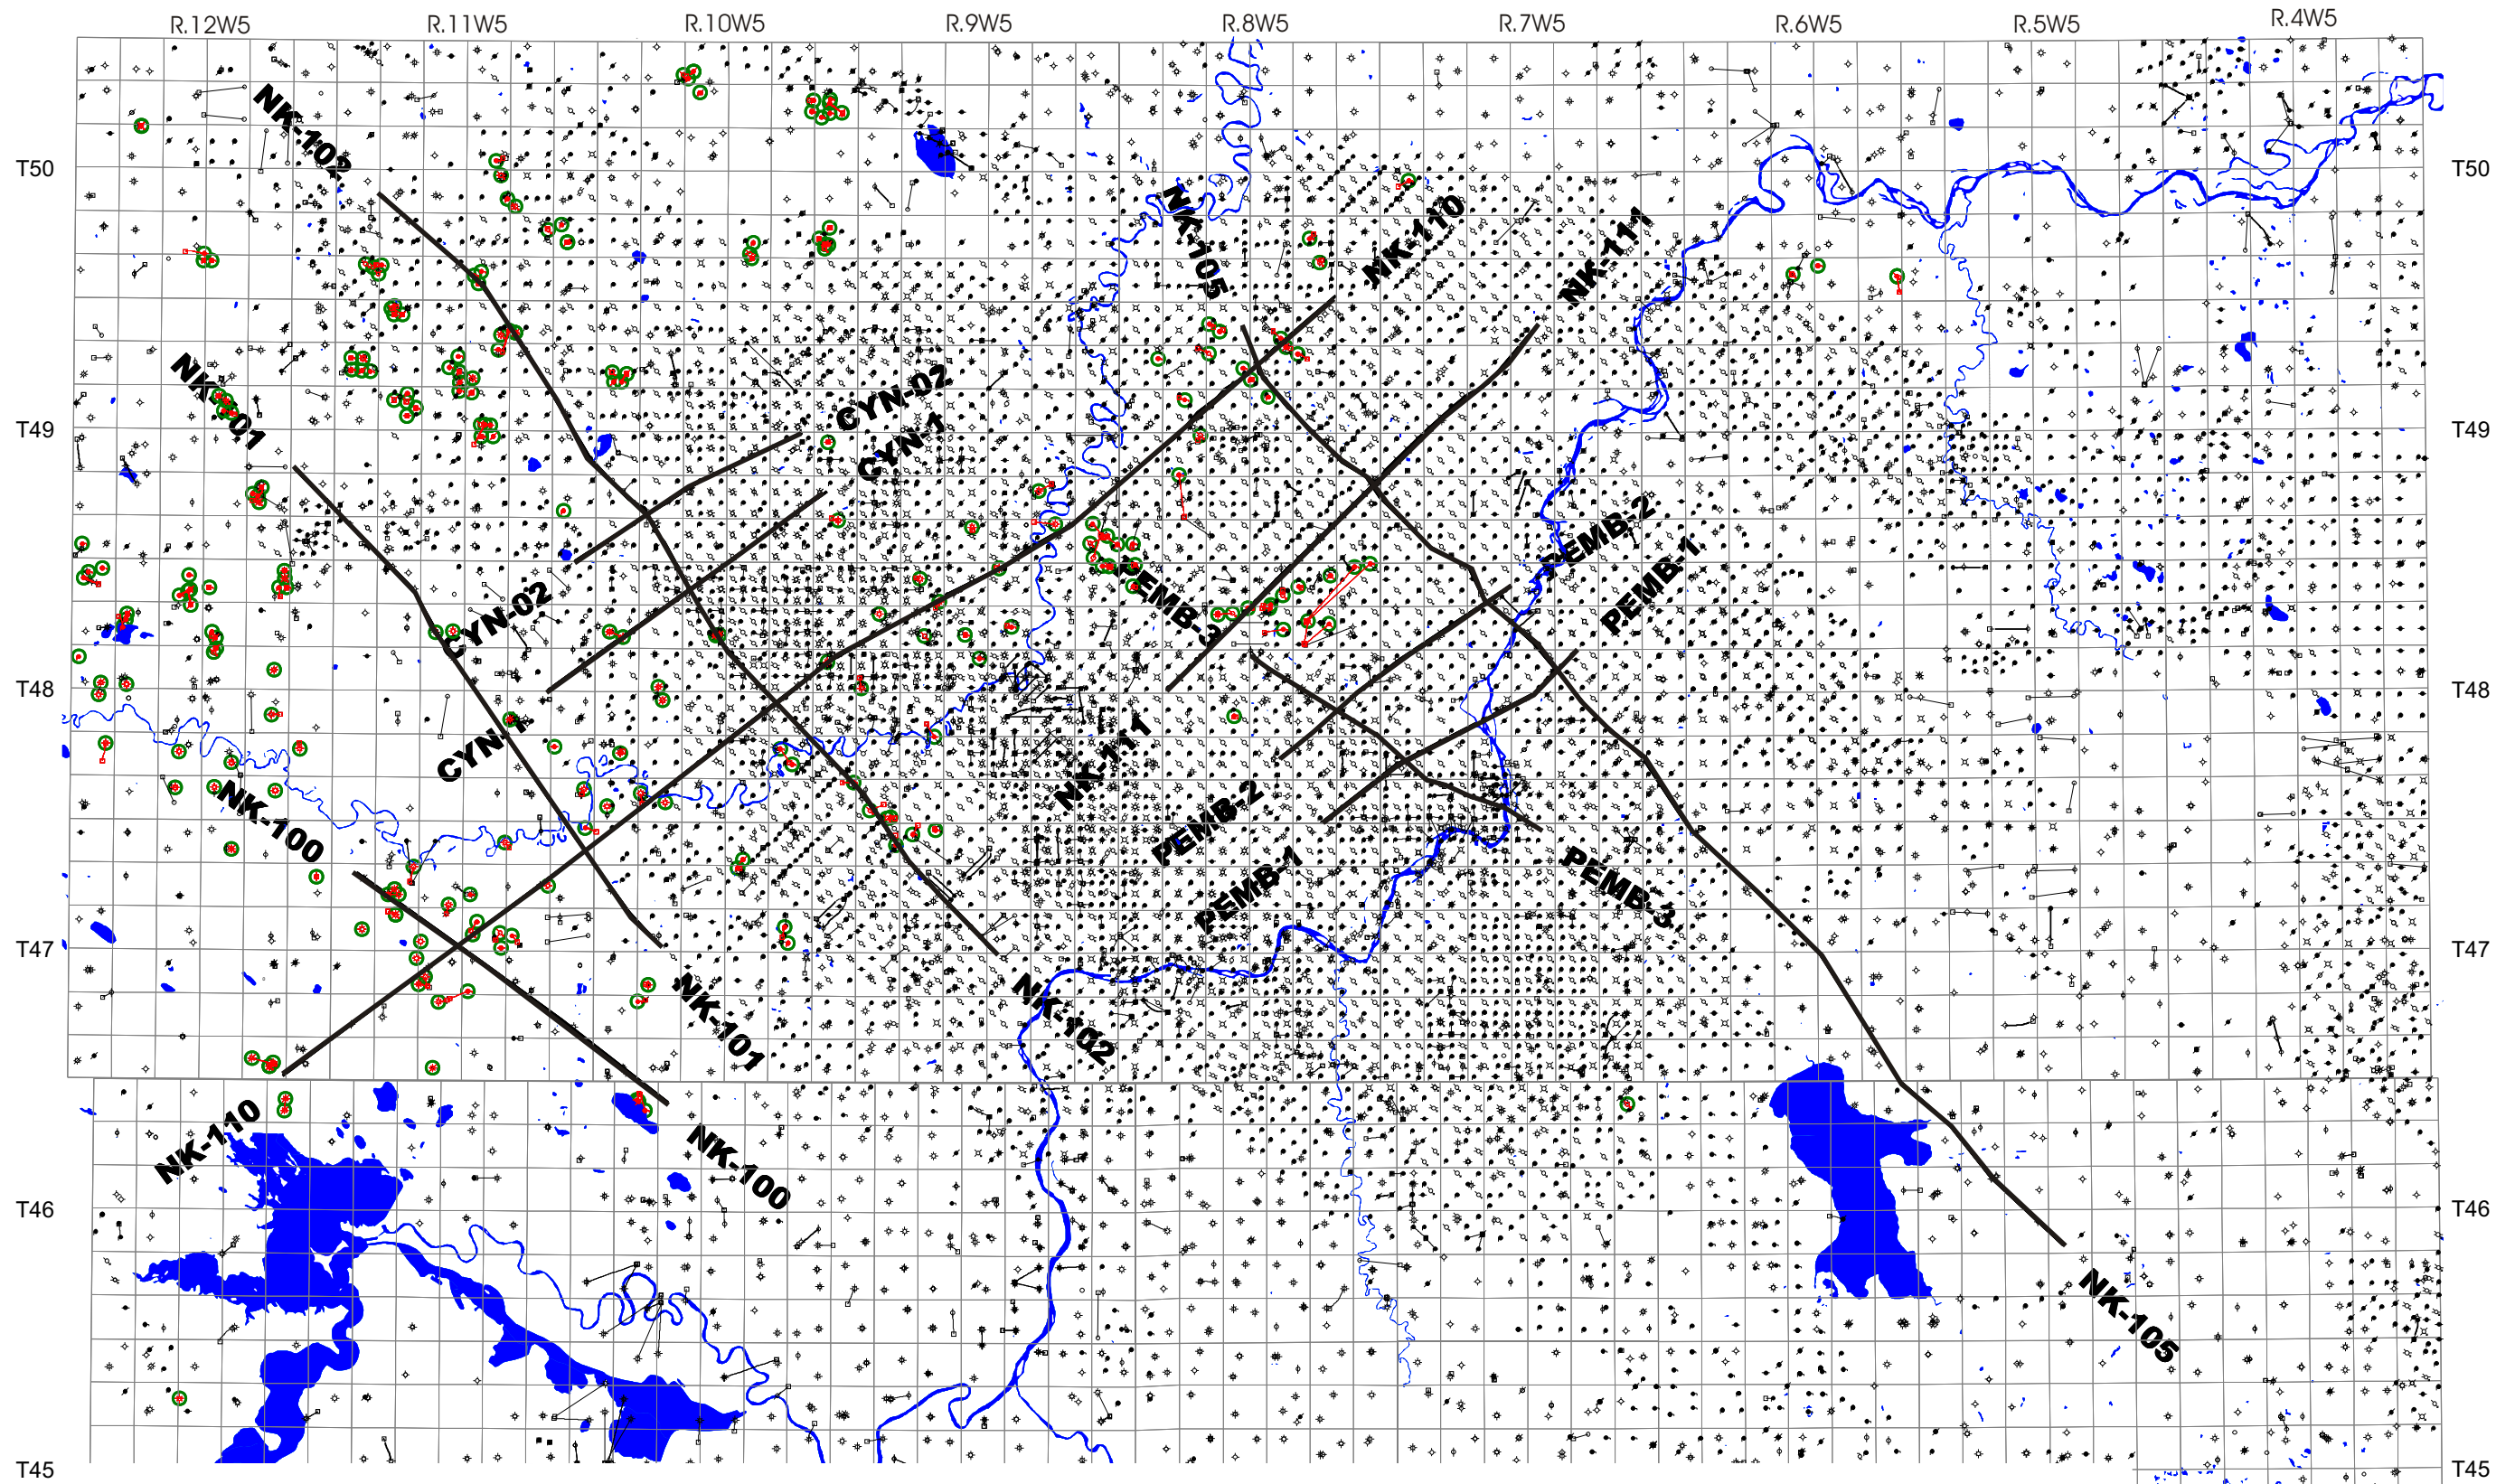 R.12W5 R.11W5 R.10W5 R.9W5 R.8W5 R.7W5 R.6W5 R.5W5 R.4W5
NK-102
T50 T50
NK-105
NK-110
NK-111
NK-101
CYN-02
CYN-1
T49 T49
PEMB-2
PEMB-1
PEMB-3
CYN-02
T48 T48
CYN-1
NK-111
NK-100
PEMB-2
PEMB-1
PEMB-3
T47 T47
NK-101
NK-102
NK-110
NK-100
T46 T46
NK-105
T45 T45